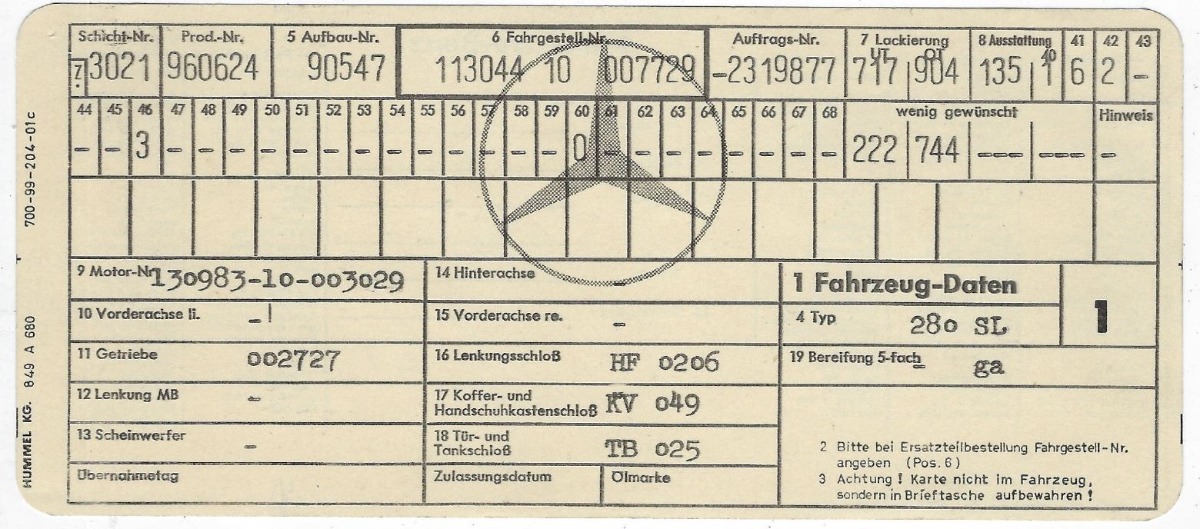 Schicht-Nr. Prod.-Nr. 5 Aufbau-Nr. 6 Fahrgestell-Nr. Auftrags-Nr. 7 Lackierung 8 Ausstattung 41 42 43
UT OT 40
7. 3021 960624 90547 113044 10 007729 -2319877 717 904 135 1 6 2 -
44 45 46 47 48 49 50 51 52 53 54 55 56 57 58 59 60 61 62 63 64 65 66 67 68 wenig gewünscht Hinweis
- - 3 - - - - - - - - - - - - - 0 - - - - - - - - 222 744 --- --- -
9 Motor-Nr. 130983-10-003029
14 Hinterachse -
1 Fahrzeug-Daten
1
10 Vorderachse li. -
15 Vorderachse re. -
4 Typ 280 SL
11 Getriebe 002727
16 Lenkungsschloß HF 0206
19 Bereifung 5-fach - ga
12 Lenkung MB -
17 Koffer- und
Handschuhkastenschloß KV 049
13 Scheinwerfer -
18 Tür- und
Tankschloß TB 025
2 Bitte bei Ersatzteilbestellung Fahrgestell-Nr.
angeben (Pos. 6)
3 Achtung ! Karte nicht im Fahrzeug,
sondern in Brieftasche aufbewahren !
Übernahmetag
Zulassungsdatum
Ölmarke
HUMMEL KG. 849 A 680 700-99-204-01c